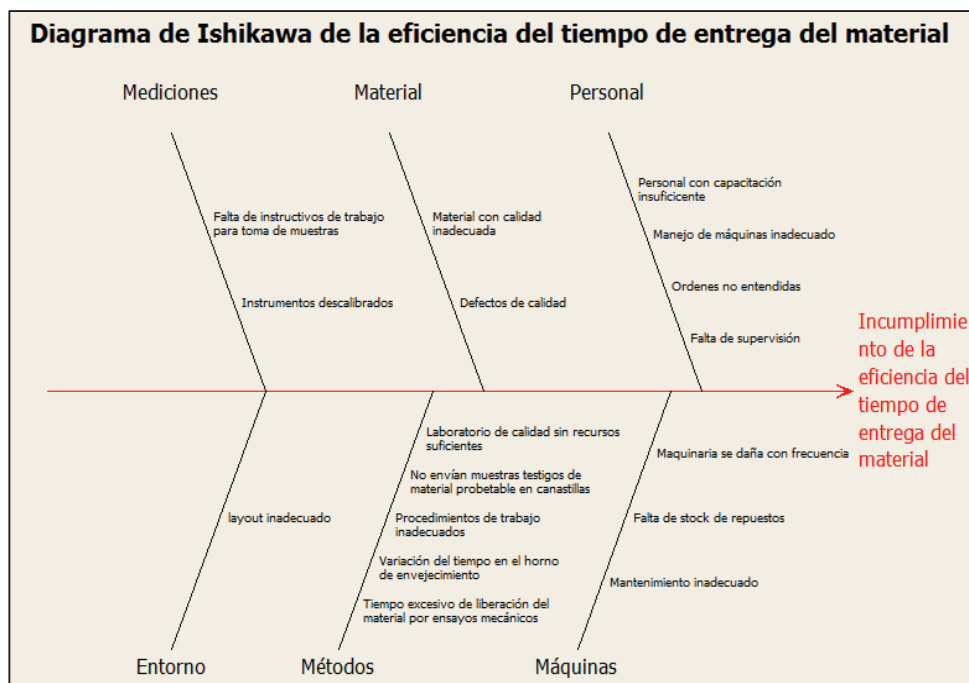 Diagrama de Ishikawa de la eficiencia del tiempo de entrega del material
Mediciones
Material
Personal
Falta de instructivos de trabajo
para toma de muestras
Instrumentos descalibrados
Material con calidad
inadecuada
Defectos de calidad
Personal con capacitación
insuficicente
Manejo de máquinas inadecuado
Ordenes no entendidas
Falta de supervisión
Incumplimie
nto de la
eficiencia del
tiempo de
entrega del
material
layout inadecuado
Laboratorio de calidad sin recursos
suficientes
No envían muestras testigos de
material probetable en canastillas
Procedimientos de trabajo
inadecuados
Variación del tiempo en el horno
de envejecimiento
Tiempo excesivo de liberación del
material por ensayos mecánicos
Maquinaria se daña con frecuencia
Falta de stock de repuestos
Mantenimiento inadecuado
Entorno
Métodos
Máquinas